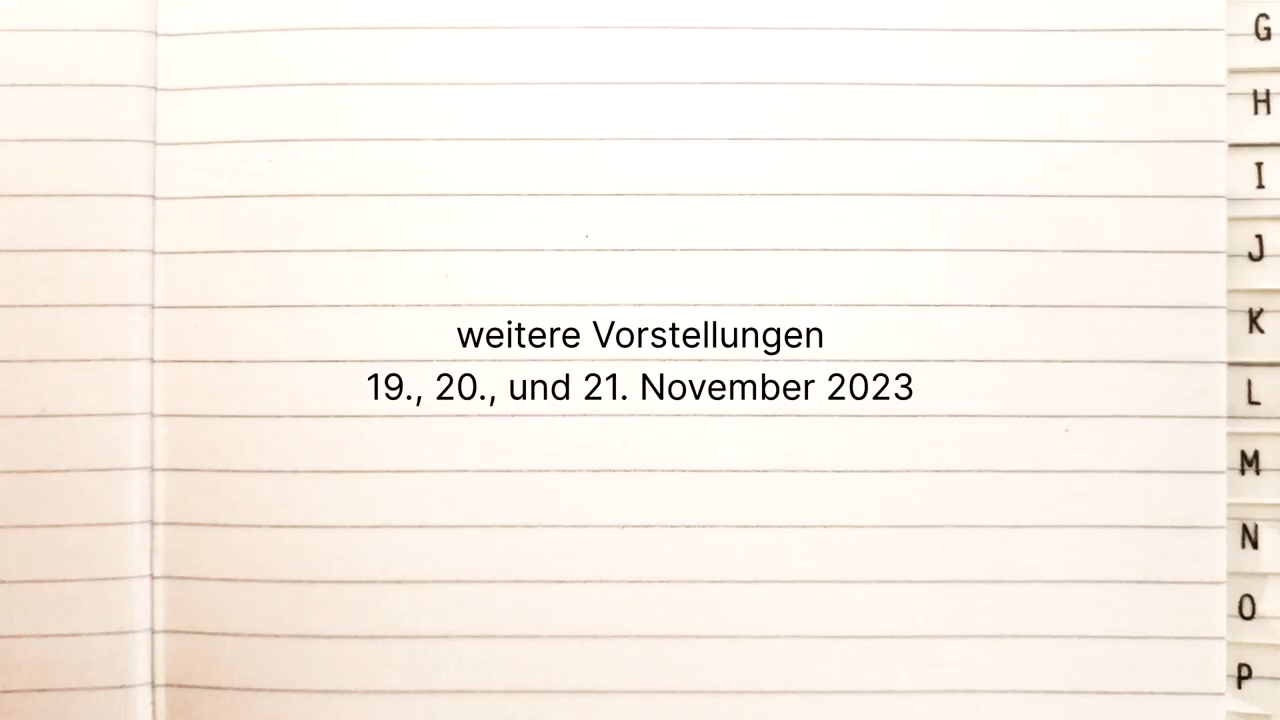 weitere Vorstellungen
19., 20., und 21. November 2023
G
H
I
J
K
L
M
N
O
P